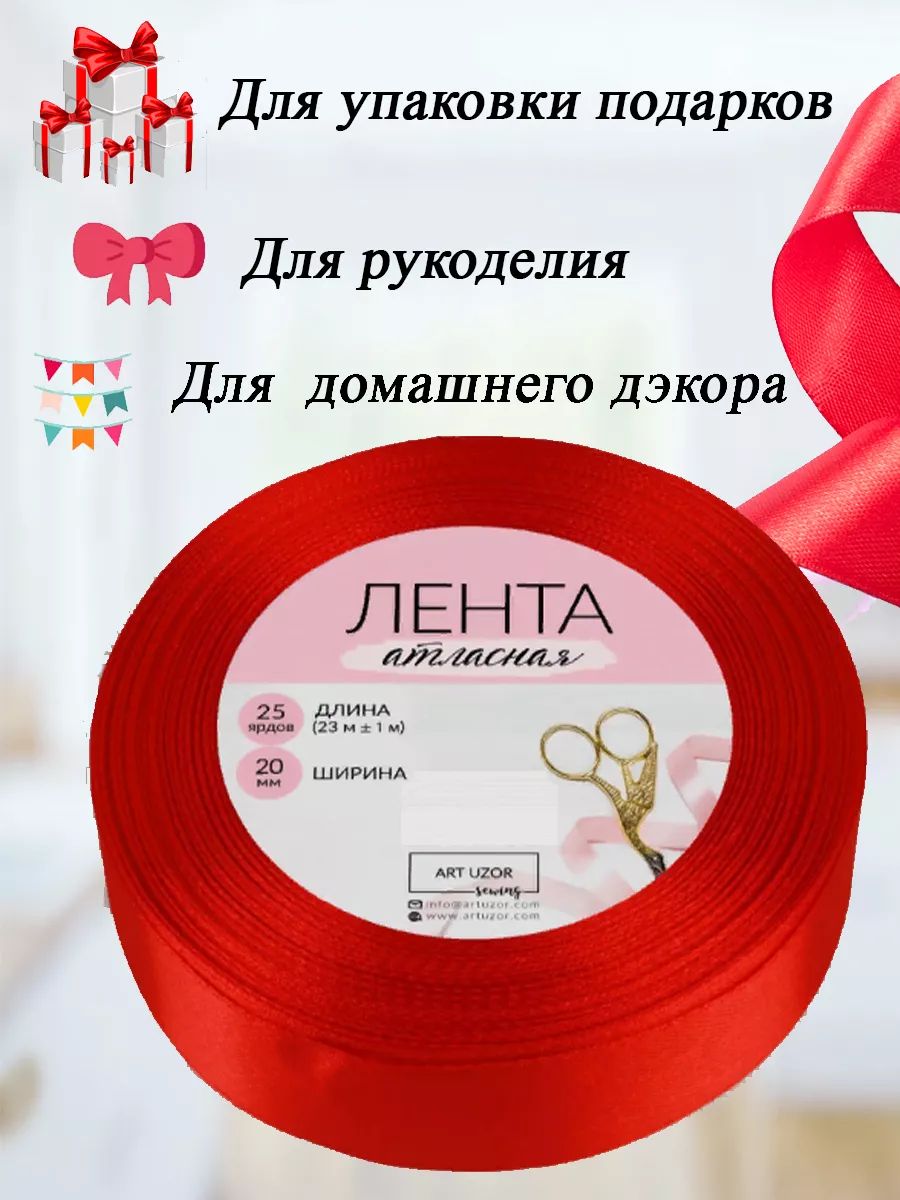 Для упаковки подарков
Для рукоделия
Для домашнего дэкора
ЛЕНТА
атласная
25 ярдов
ДЛИНА
(23 м ± 1 м)
20 мм
ШИРИНА
ART UZOR
sewing
info@artuzor.com
www.artuzor.com